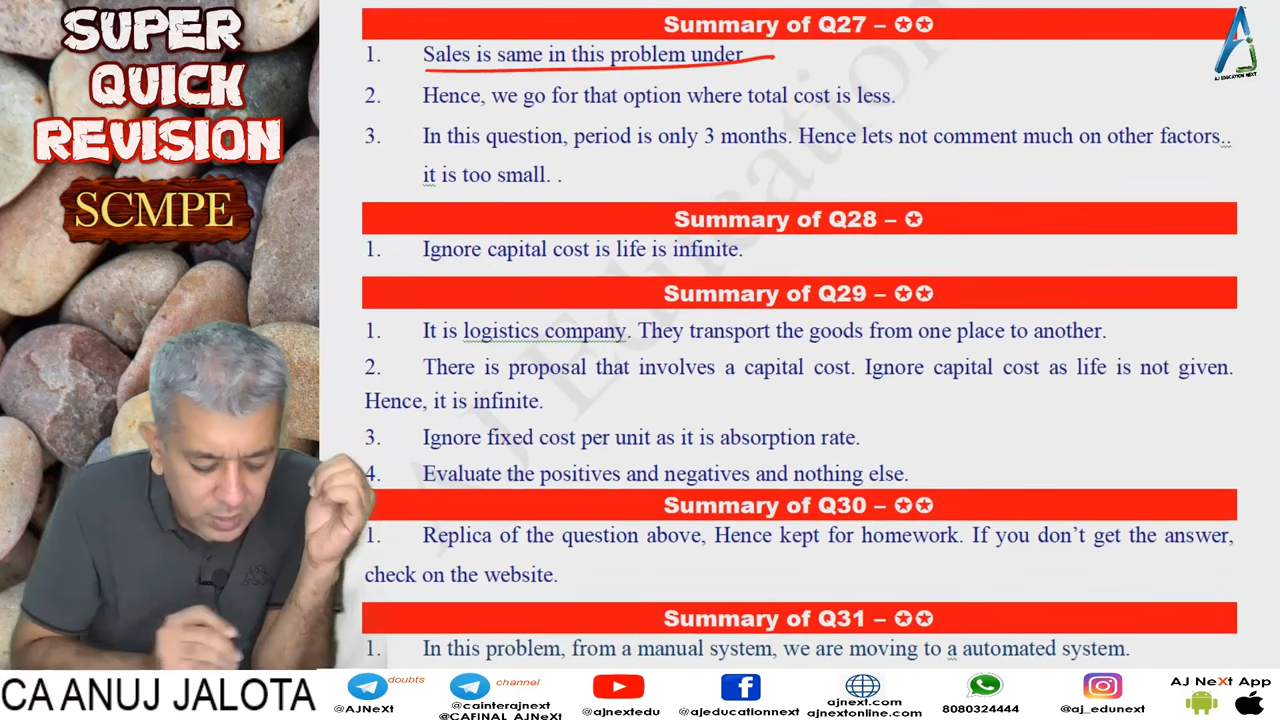 SUPER
QUICK
REVISION
SCMPE
Summary of Q27 – ✪✪
1. Sales is same in this problem under
2. Hence, we go for that option where total cost is less.
3. In this question, period is only 3 months. Hence lets not comment much on other factors..
it is too small. .
Summary of Q28 – ✪
1. Ignore capital cost is life is infinite.
Summary of Q29 – ✪✪
1. It is logistics company. They transport the goods from one place to another.
2. There is proposal that involves a capital cost. Ignore capital cost as life is not given.
Hence, it is infinite.
3. Ignore fixed cost per unit as it is absorption rate.
4. Evaluate the positives and negatives and nothing else.
Summary of Q30 – ✪✪
1. Replica of the question above, Hence kept for homework. If you don't get the answer,
check on the website.
Summary of Q31 – ✪✪
1. In this problem, from a manual system, we are moving to a automated system.
AJ EDUCATION NEXT
AJ Education
CA ANUJ JALOTA
doubts
@AJNeXt
channel
@cainterajnext
@CAFINAL_AJNeXt
@ajnextedu
@ajeducationnext
ajnext.com
ajnextonline.com
8080324444
@aj_edunext
AJ NeXt App